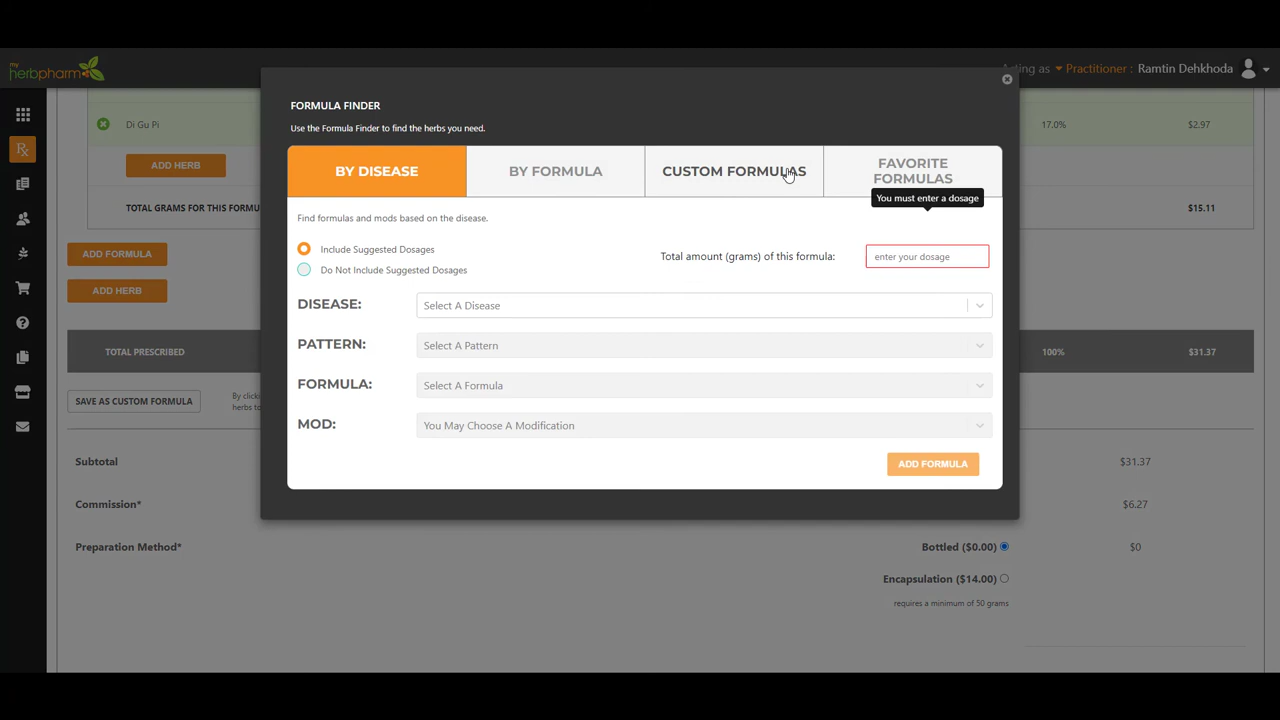 my
herbpharm
Acting as Practitioner : Ramtin Dehkhoda
FORMULA FINDER
Use the Formula Finder to find the herbs you need.
Di Gu Pi
17.0%
$2.97
ADD HERB
BY DISEASE
BY FORMULA
CUSTOM FORMULAS
FAVORITE
FORMULAS
You must enter a dosage
TOTAL GRAMS FOR THIS FORMU
$15.11
Find formulas and mods based on the disease.
Include Suggested Dosages
Do Not Include Suggested Dosages
Total amount (grams) of this formula:
enter your dosage
ADD FORMULA
ADD HERB
DISEASE:
Select A Disease
PATTERN:
Select A Pattern
FORMULA:
Select A Formula
MOD:
You May Choose A Modification
ADD FORMULA
TOTAL PRESCRIBED
100%
$31.37
SAVE AS CUSTOM FORMULA
By click
herbs to
Subtotal
$31.37
Commission*
$6.27
Preparation Method*
Bottled ($0.00)
$0
Encapsulation ($14.00)
requires a minimum of 50 grams